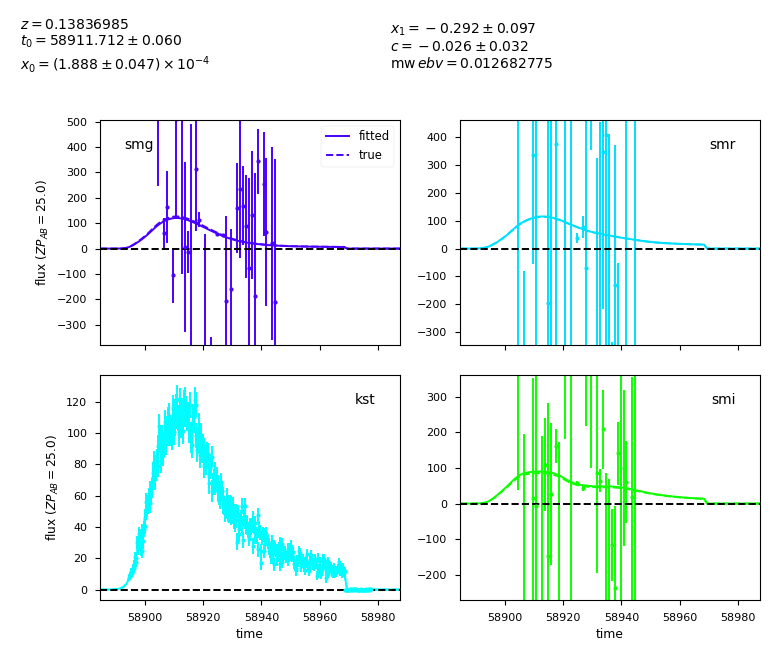 z = 0.13836985
t₀ = 58911.712 ± 0.060
x₀ = (1.888 ± 0.047) × 10⁻⁴
x₁ = −0.292 ± 0.097
c = −0.026 ± 0.032
mw ebv = 0.012682775
smg
fitted
true
500
400
300
200
100
0
−100
−200
−300
flux (ZP_AB = 25.0)
smr
400
300
200
100
0
−100
−200
−300
kst
120
100
80
60
40
20
0
flux (ZP_AB = 25.0)
58900 58920 58940 58960 58980
time
smi
300
200
100
0
−100
−200
58900 58920 58940 58960 58980
time